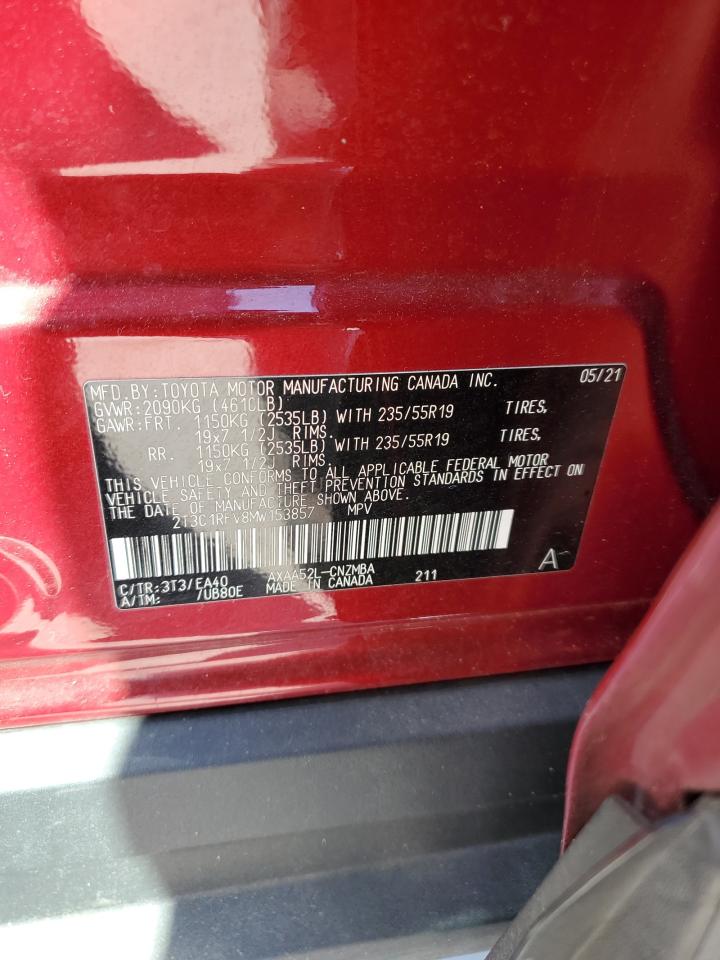 MFD. BY: TOYOTA MOTOR MANUFACTURING CANADA INC. 05/21
GVWR: 2090KG (4610LB)
GAWR: FRT. 1150KG (2535LB) WITH 235/55R19 TIRES,
19x7 1/2J RIMS.
RR. 1150KG (2535LB) WITH 235/55R19 TIRES,
19x7 1/2J RIMS.
THIS VEHICLE CONFORMS TO ALL APPLICABLE FEDERAL MOTOR
VEHICLE SAFETY AND THEFT PREVENTION STANDARDS IN EFFECT ON
THE DATE OF MANUFACTURE SHOWN ABOVE.
2T3C1RFV8MW153857 MPV
C/TR: 3T3/EA40 AXAA52L-CNZMBA 211 A
A/TM: /UB80E MADE IN CANADA